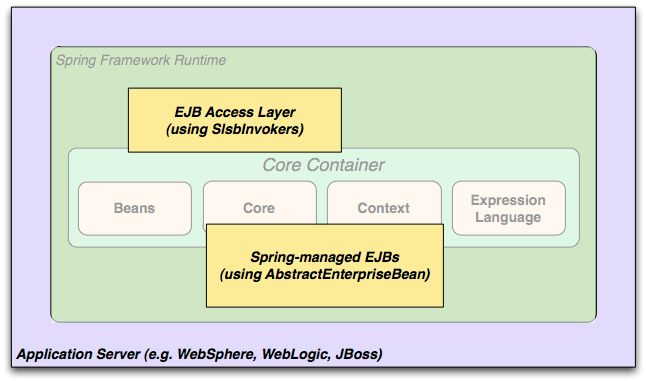 Spring Framework Runtime
EJB Access Layer
(using SlsbInvokers)
Core Container
Beans
Core
Context
Expression
Language
Spring-managed EJBs
(using AbstractEnterpriseBean)
Application Server (e.g. WebSphere, WebLogic, JBoss)